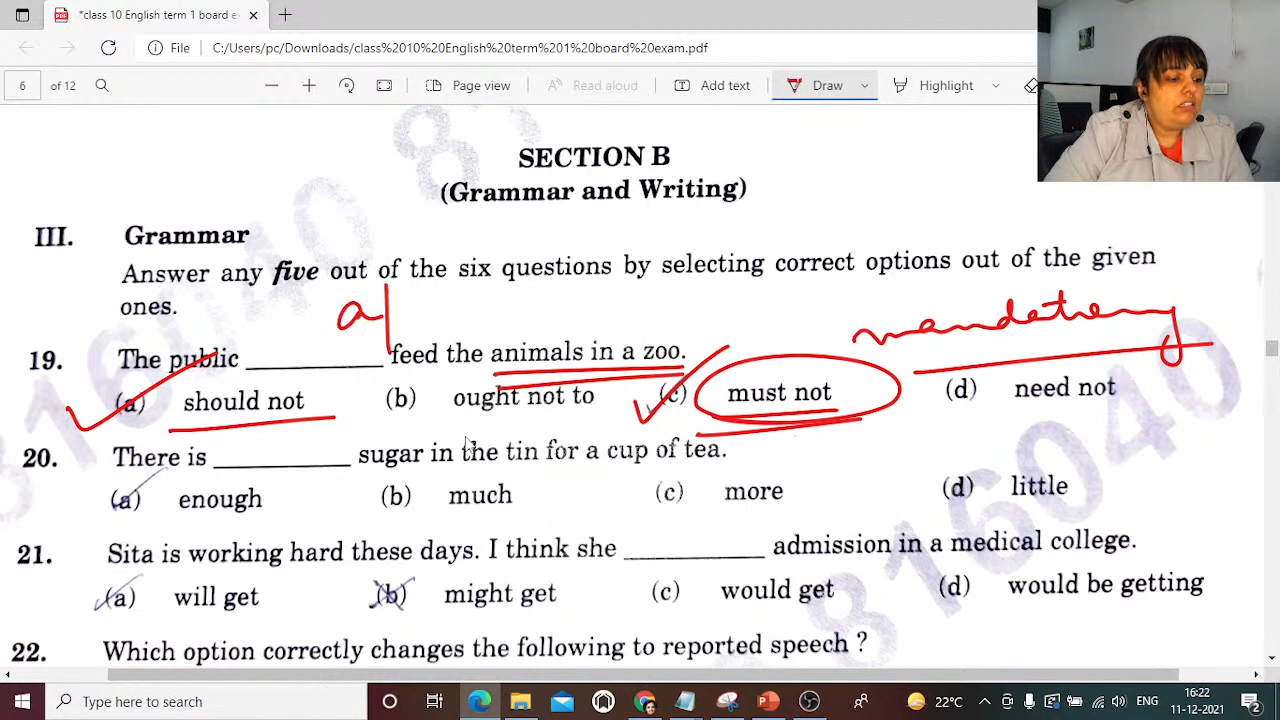 *class 10 English term 1 board e
File
C:/Users/pc/Downloads/class%2010%20English%20term%201%20board%20exam.pdf
6 of 12
Page view
Read aloud
Add text
Draw
Highlight
SECTION B
(Grammar and Writing)
III. Grammar
Answer any five out of the six questions by selecting correct options out of the given
ones.
mandatory
19. The public __________ feed the animals in a zoo.
(a) should not (b) ought not to (c) must not (d) need not
20. There is __________ sugar in the tin for a cup of tea.
(a) enough (b) much (c) more (d) little
21. Sita is working hard these days. I think she __________ admission in a medical college.
(a) will get (b) might get (c) would get (d) would be getting
22. Which option correctly changes the following to reported speech ?
816040
Type here to search
22°C
ENG
16:22
11-12-2021